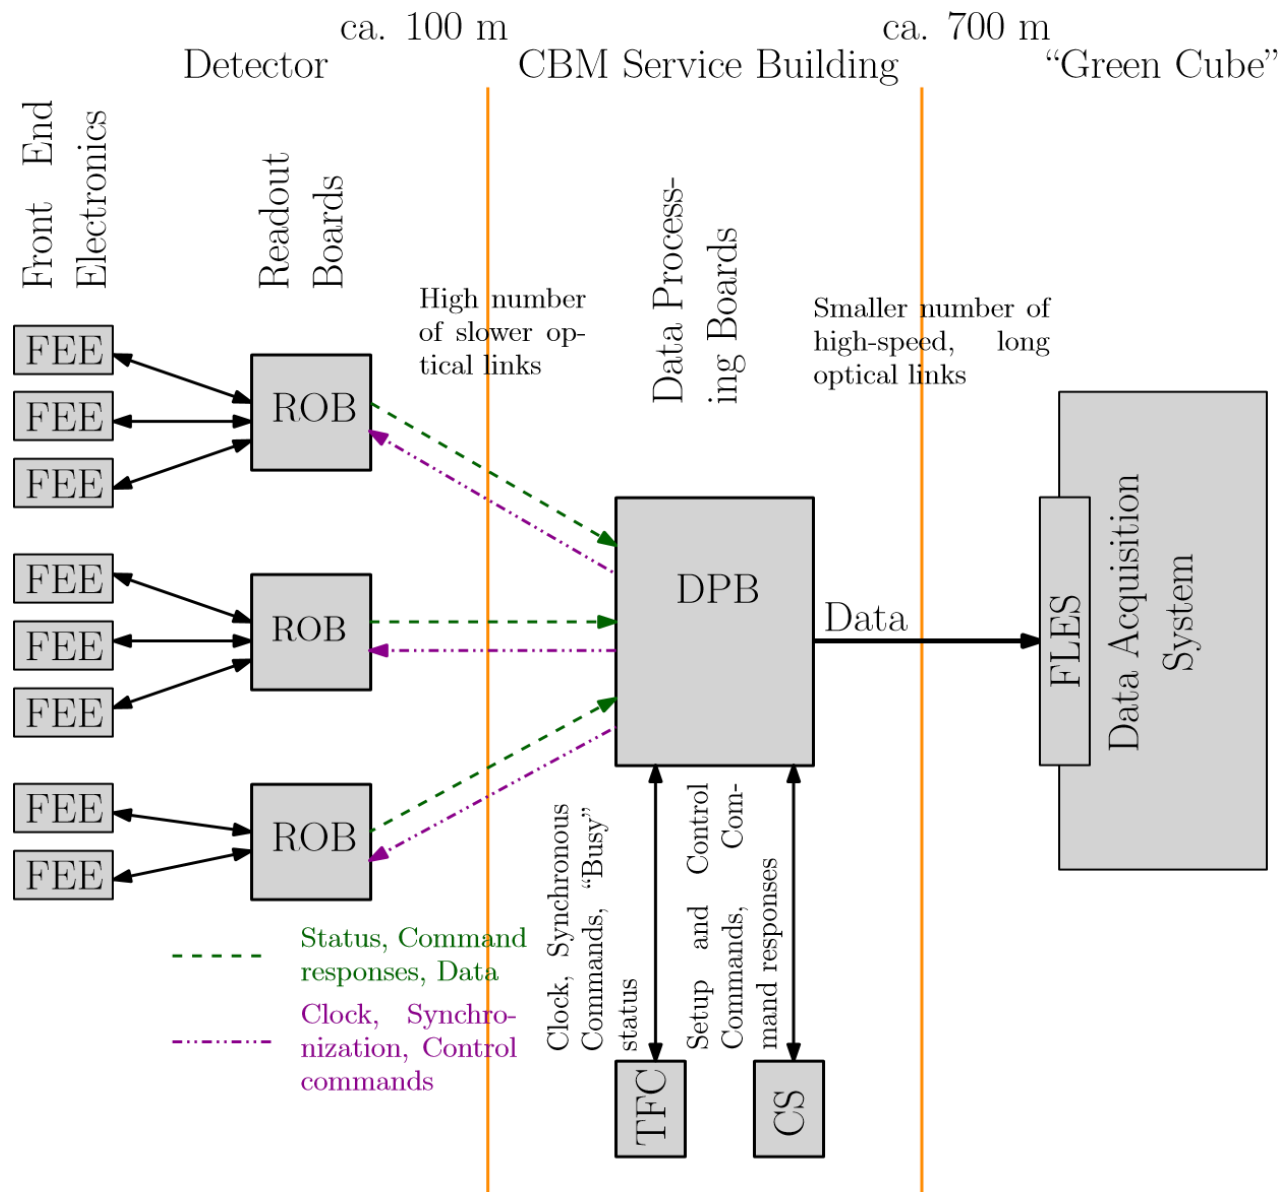 ca. 100 m
ca. 700 m
Detector
CBM Service Building
“Green Cube”
Front End
Electronics
Readout
Boards
High number
of slower op-
tical links
Data Process-
ing Boards
Smaller number of
high-speed, long
optical links
FEE
FEE
FEE
ROB
FEE
FEE
FEE
ROB
FEE
FEE
ROB
DPB
Data
FLES
Data Acquisition
System
Clock, Synchronous
Commands, “Busy”
status
Setup and Control
Commands, Com-
mand responses
TFC
CS
Status, Command
responses, Data
Clock, Synchro-
nization, Control
commands